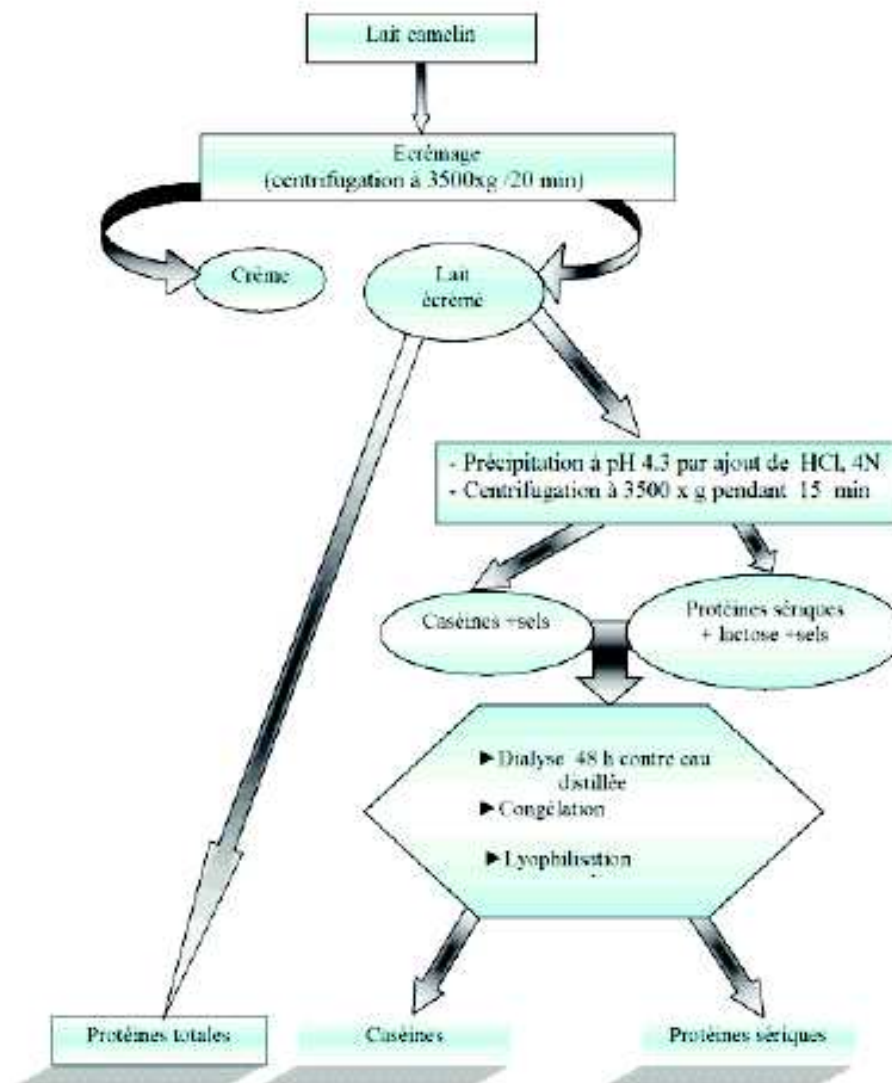 Lait camelin
Ecrémage
(centrifugation à 3500xg /20 min)
Crème
Lait
écrémé
- Précipitation à pH 4.3 par ajout de HCl, 4N
- Centrifugation à 3500 x g pendant 15 min
Caséines +sels
Protéines sériques
+ lactose +sels
►Dialyse 48 h contre eau
distillée
►Congélation
►Lyophilisation
Protéines totales
Caséines
Protéines sériques